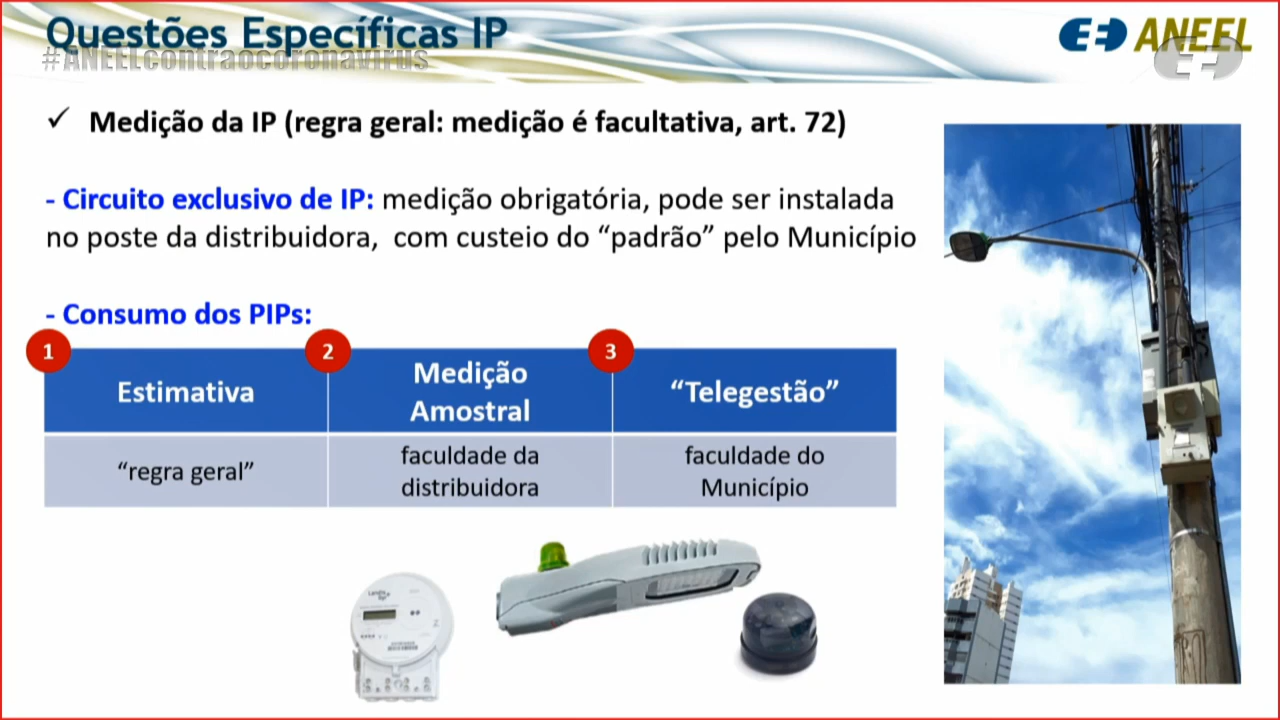 Questões Específicas IP
#ANEELcontraocoronavirus
ANEEL
✓ Medição da IP (regra geral: medição é facultativa, art. 72)
- Circuito exclusivo de IP: medição obrigatória, pode ser instalada
no poste da distribuidora, com custeio do “padrão” pelo Município
- Consumo dos PIPs:
1
2
3
Estimativa
Medição
Amostral
“Telegestão”
“regra geral”
faculdade da
distribuidora
faculdade do
Município